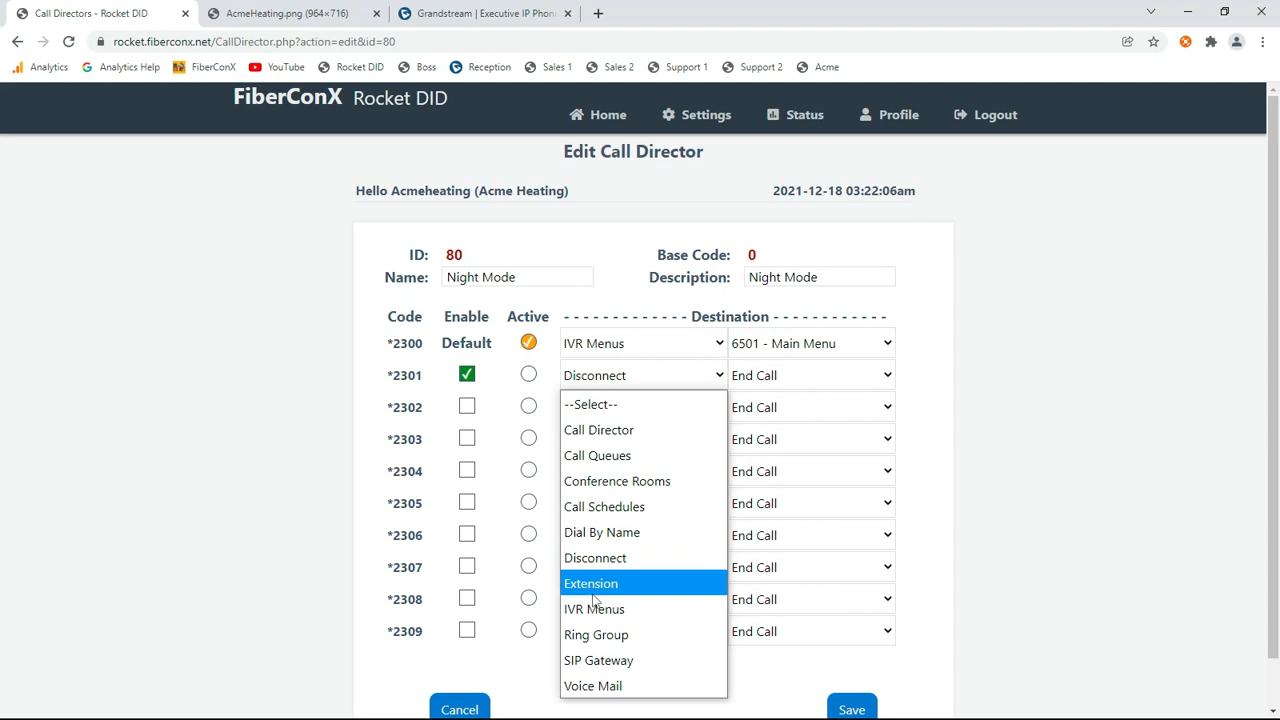 Call Directors - Rocket DID
AcmeHeating.png (964×716)
Grandstream | Executive IP Phon
rocket.fiberconx.net/CallDirector.php?action=edit&id=80
Analytics
Analytics Help
FiberConX
YouTube
Rocket DID
Boss
Reception
Sales 1
Sales 2
Support 1
Support 2
Acme
FiberConX Rocket DID
Home
Settings
Status
Profile
Logout
Edit Call Director
Hello Acmeheating (Acme Heating)
2021-12-18 03:22:06am
ID: 80
Base Code: 0
Name: Night Mode
Description: Night Mode
Code Enable Active - - - - - - - - - - - - - Destination - - - - - - - - - - - -
*2300 Default IVR Menus 6501 - Main Menu
*2301 Disconnect End Call
*2302 End Call
*2303 End Call
*2304 End Call
*2305 End Call
*2306 End Call
*2307 End Call
*2308 End Call
*2309 End Call
--Select--
Call Director
Call Queues
Conference Rooms
Call Schedules
Dial By Name
Disconnect
Extension
IVR Menus
Ring Group
SIP Gateway
Voice Mail
Cancel
Save